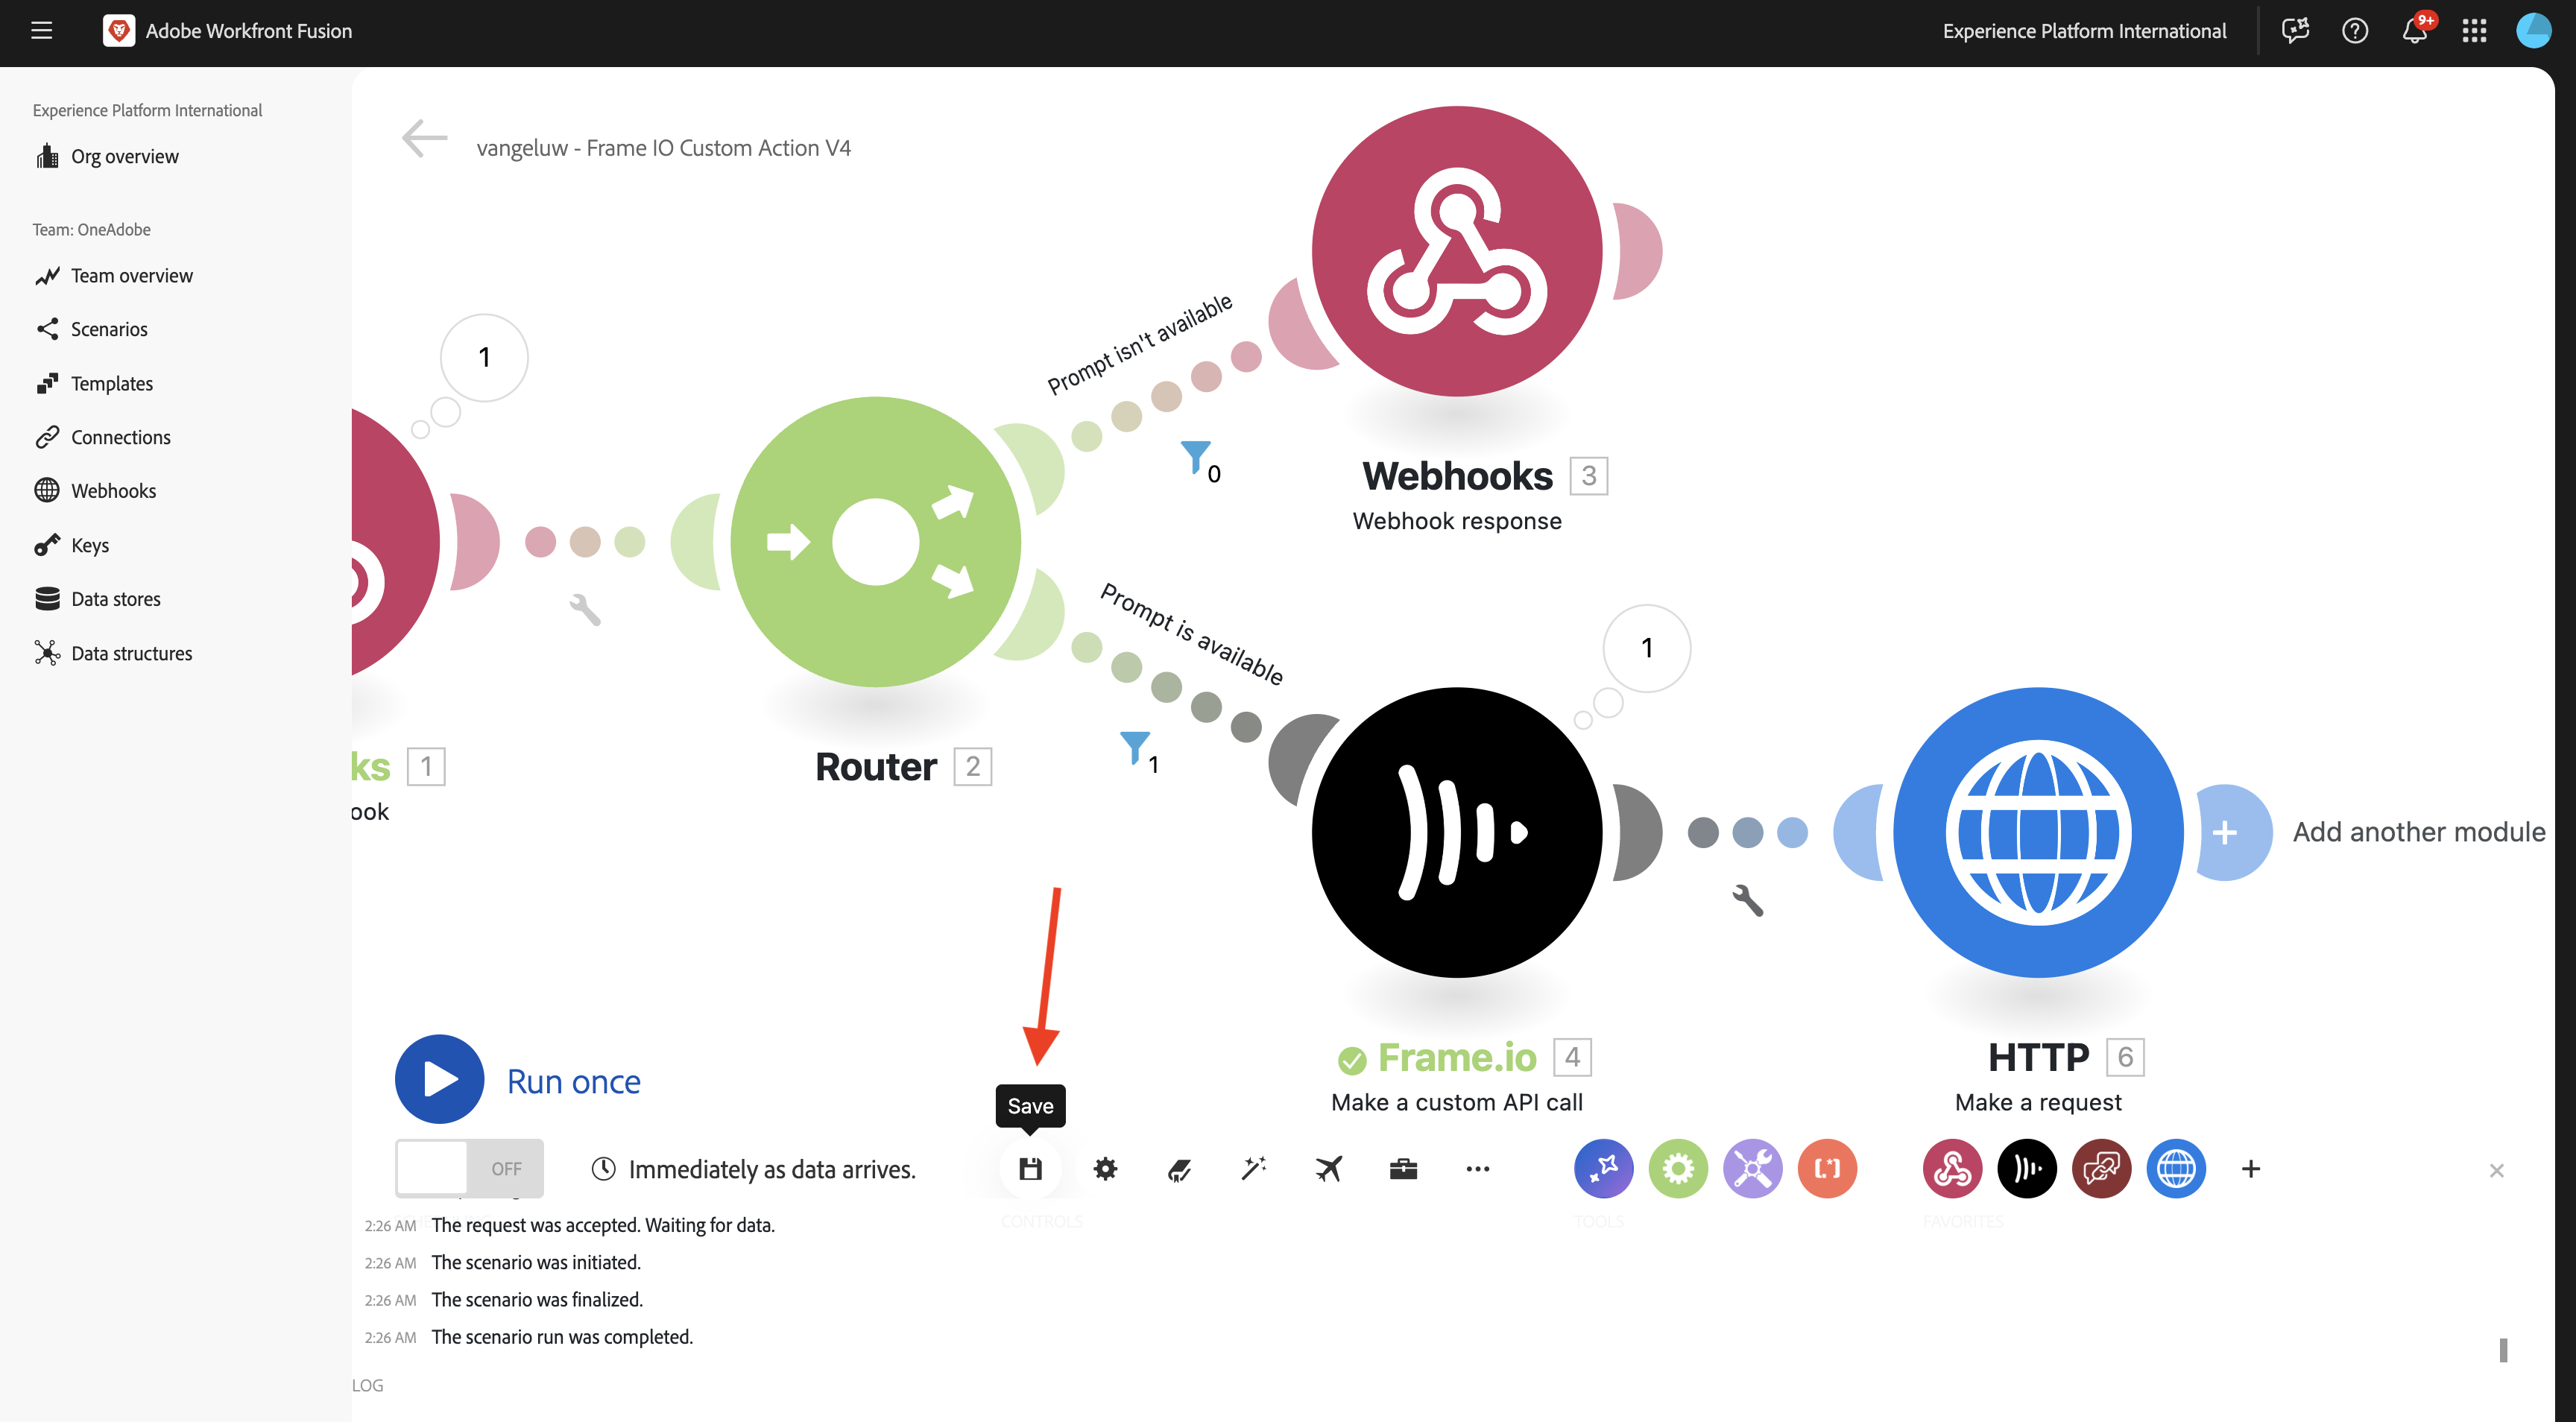 Adobe Workfront Fusion
Experience Platform International
9+
Experience Platform International
Org overview
Team: OneAdobe
Team overview
Scenarios
Templates
Connections
Webhooks
Keys
Data stores
Data structures
vangeluw - Frame IO Custom Action V4
1
Prompt isn't available
0
Webhooks 3
Webhook response
Prompt is available
1
1
ks 1
ook
Router 2
Add another module
Frame.io 4
Make a custom API call
HTTP 6
Make a request
Run once
Save
OFF
Immediately as data arrives.
CONTROLS
TOOLS
FAVORITES
2:26 AM The request was accepted. Waiting for data.
2:26 AM The scenario was initiated.
2:26 AM The scenario was finalized.
2:26 AM The scenario run was completed.
LOG